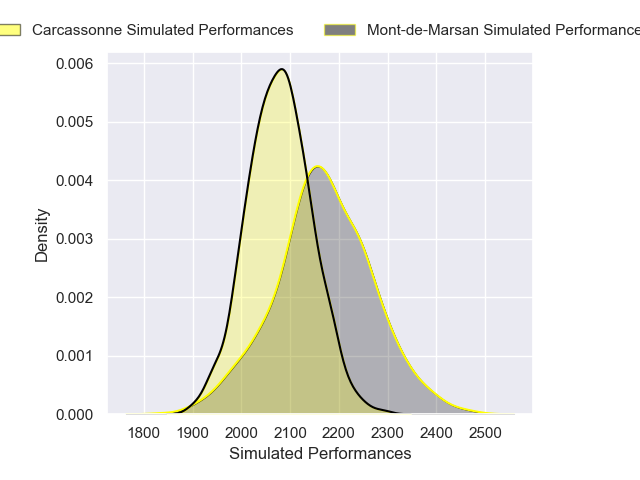 Carcassonne Simulated Performances Mont-de-Marsan Simulated Performance
0.006
0.005
0.004
0.003
0.002
0.001
0.000
Density
1800 1900 2000 2100 2200 2300 2400 2500
Simulated Performances